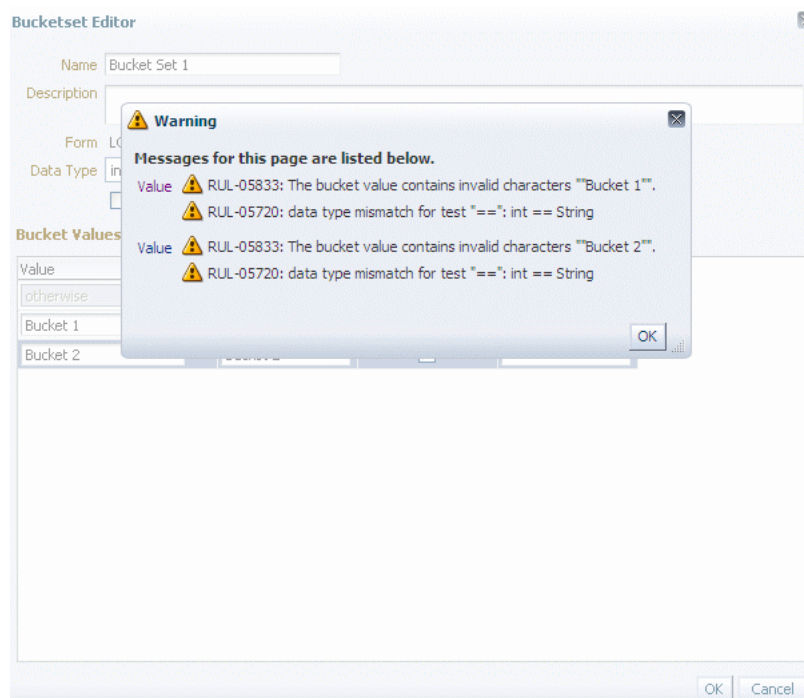 Bucketset Editor
Name Bucket Set 1
Description
Warning
Form
Messages for this page are listed below.
Data Type
Value RUL-05833: The bucket value contains invalid characters ""Bucket 1"".
RUL-05720: data type mismatch for test "==": int == String
Bucket Values
Value RUL-05833: The bucket value contains invalid characters ""Bucket 2"".
RUL-05720: data type mismatch for test "==": int == String
Value
otherwise
Bucket 1
OK
Bucket 2
OK Cancel